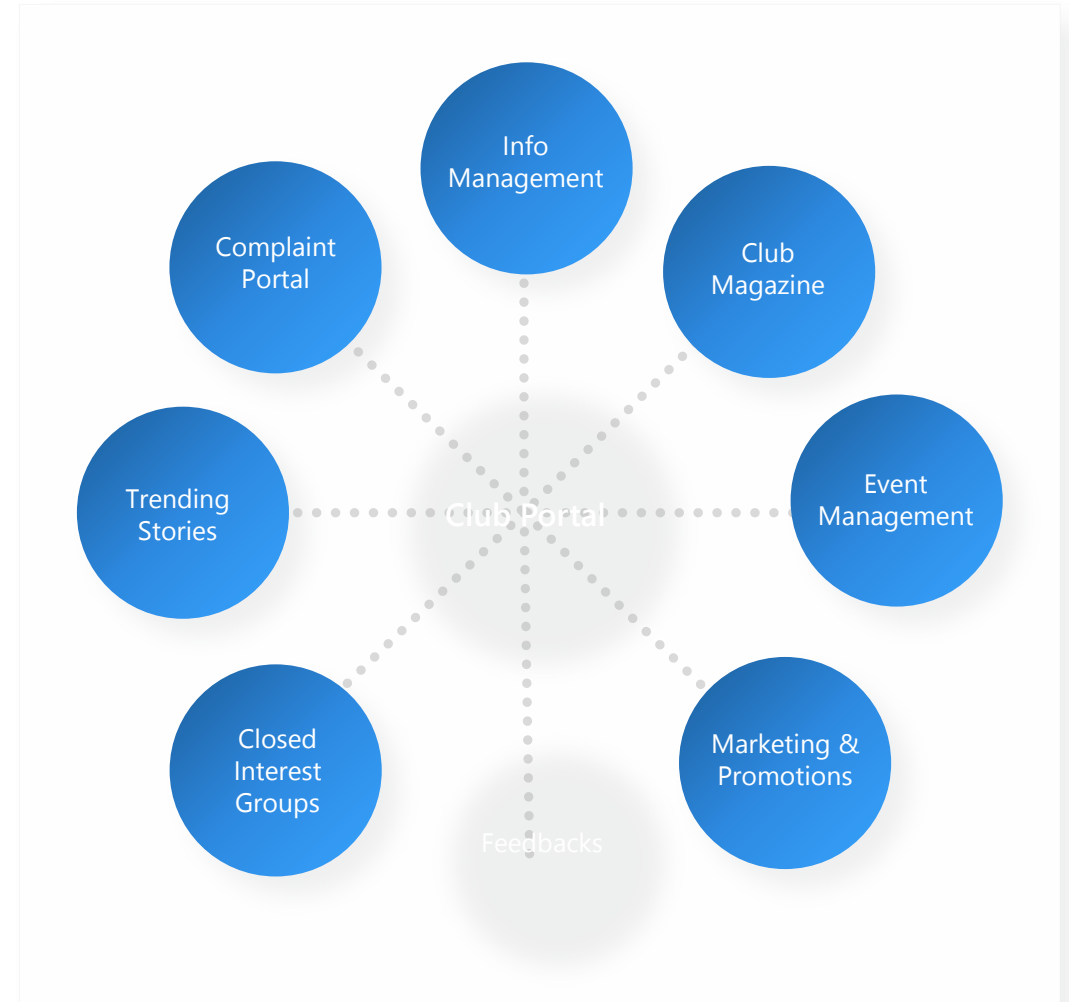 Info
Management
Complaint
Portal
Club
Magazine
Trending
Stories
Club Portal
Event
Management
Closed
Interest
Groups
Marketing &
Promotions
Feedbacks